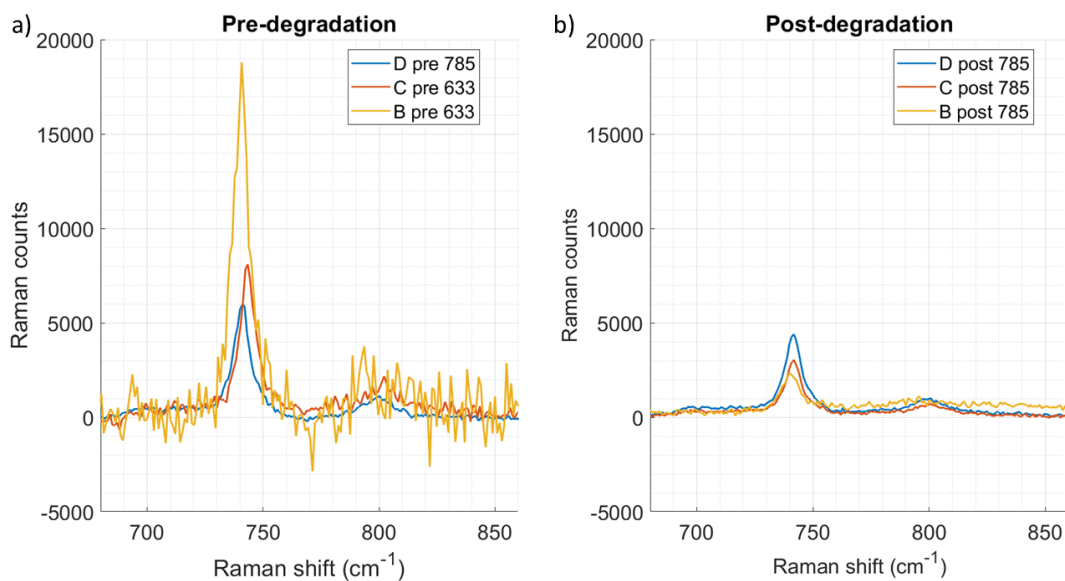 a)
Pre-degradation
D pre 785
C pre 633
B pre 633
20000
15000
10000
5000
0
-5000
Raman counts
700
750
800
850
Raman shift (cm-1)
b)
Post-degradation
D post 785
C post 785
B post 785
20000
15000
10000
5000
0
-5000
Raman counts
700
750
800
850
Raman shift (cm-1)